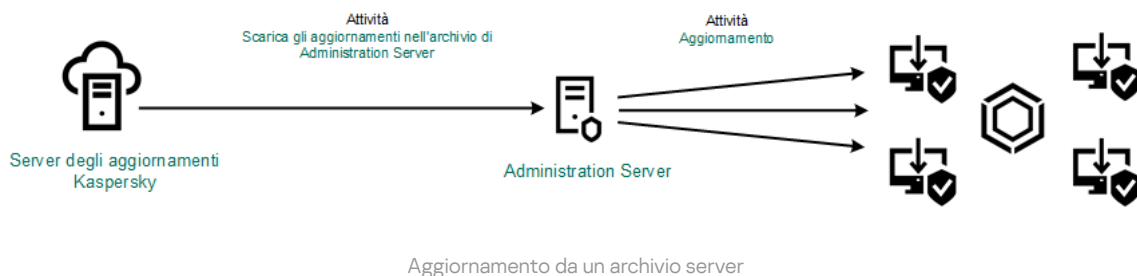 Attività
Scarica gli aggiornamenti nell'archivio di
Administration Server
Attività
Aggiornamento
Server degli aggiornamenti
Kaspersky
Administration Server
Aggiornamento da un archivio server